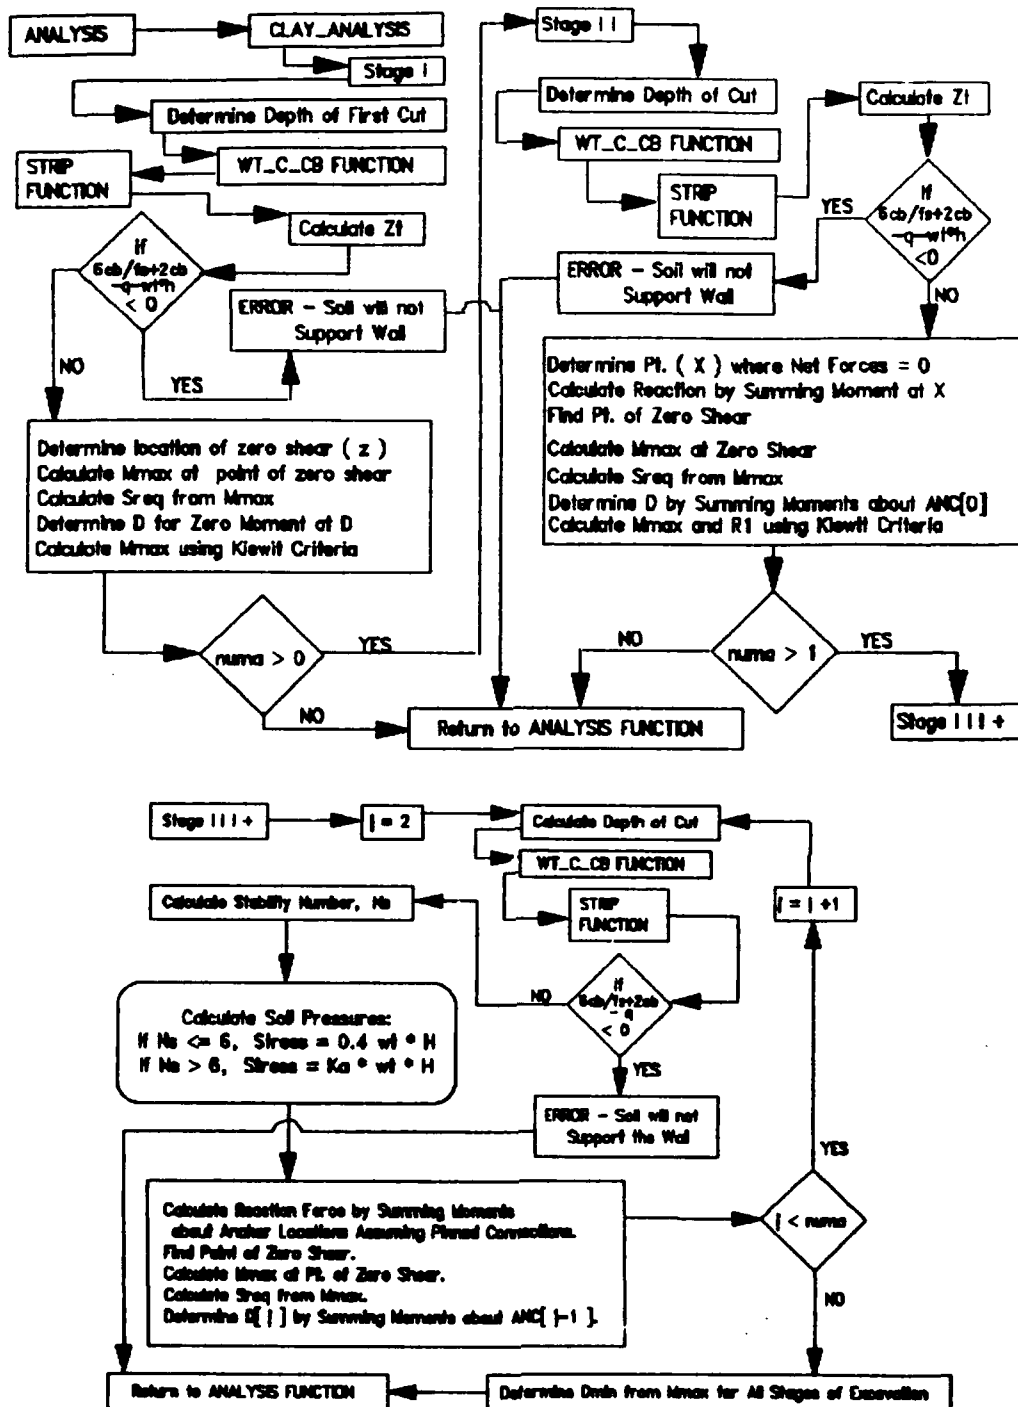 ANALYSIS
CLAY_ANALYSIS
Stage I
Determine Depth of First Cut
WT_C_CB FUNCTION
STRIP
FUNCTION
Calculate Zt
if
6cb/fs+2cb
-q-wt*h
< 0
NO
YES
ERROR - Soil will not
Support Wall
Determine location of zero shear ( z )
Calculate Mmax at point of zero shear
Calculate Sreq from Mmax
Determine D for Zero Moment at D
Calculate Mmax using Kiewit Criteria
numa > 0
YES
NO
Stage II
Determine Depth of Cut
WT_C_CB FUNCTION
STRIP
FUNCTION
Calculate Zt
If
6cb/fs+2cb
-q-wt*h
<0
YES
NO
ERROR - Soil will not
Support Wall
Determine Pt. ( X ) where Net Forces = 0
Calculate Reaction by Summing Moment at X
Find Pt. of Zero Shear
Calculate Mmax at Zero Shear
Calculate Sreq from Mmax
Determine D by Summing Moments about ANC[0]
Calculate Mmax and R1 using Kiewit Criteria
numa > 1
NO
YES
Return to ANALYSIS FUNCTION
Stage III +
Stage III +
j = 2
Calculate Depth of Cut
WT_C_CB FUNCTION
STRIP
FUNCTION
j = j +1
Calculate Stability Number, Ns
If
6cb/fs+2cb
- q
< 0
NO
YES
Calculate Soil Pressures:
If Ns <= 6, Stress = 0.4 wt * H
If Ns > 6, Stress = Ka * wt * H
ERROR - Soil will not
Support the Wall
Calculate Reaction Force by Summing Moments
about Anchor Locations Assuming Pinned Connections.
Find Point of Zero Shear.
Calculate Mmax at Pt. of Zero Shear.
Calculate Sreq from Mmax.
Determine D[ j ] by Summing Moments about ANC[ j-1 ].
j < numa
YES
NO
Return to ANALYSIS FUNCTION
Determine Dmin from Mmax for All Stages of Excavation